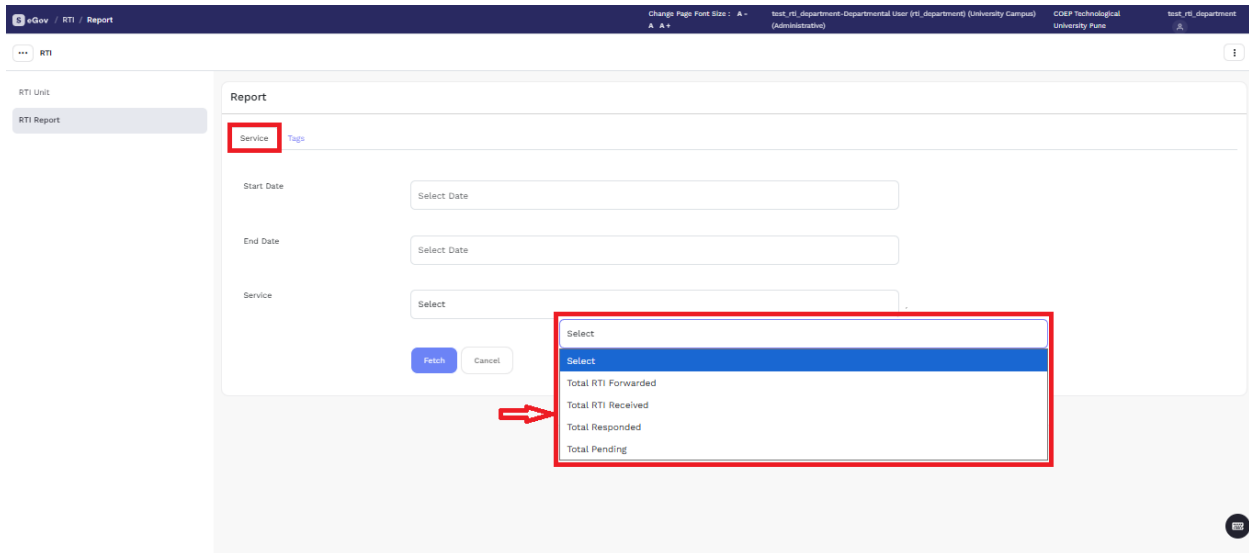 S eGov / RTI / Report
Change Page Font Size : A -
A A +
test_rti_department-Departmental User (rti_department) (University Campus)
(Administrative)
COEP Technological
University Pune
test_rti_department
... RTI
RTI Unit
RTI Report
Report
Service Tags
Start Date
Select Date
End Date
Select Date
Service
Select
.
Fetch Cancel
Select
Select
Total RTI Forwarded
Total RTI Received
Total Responded
Total Pending